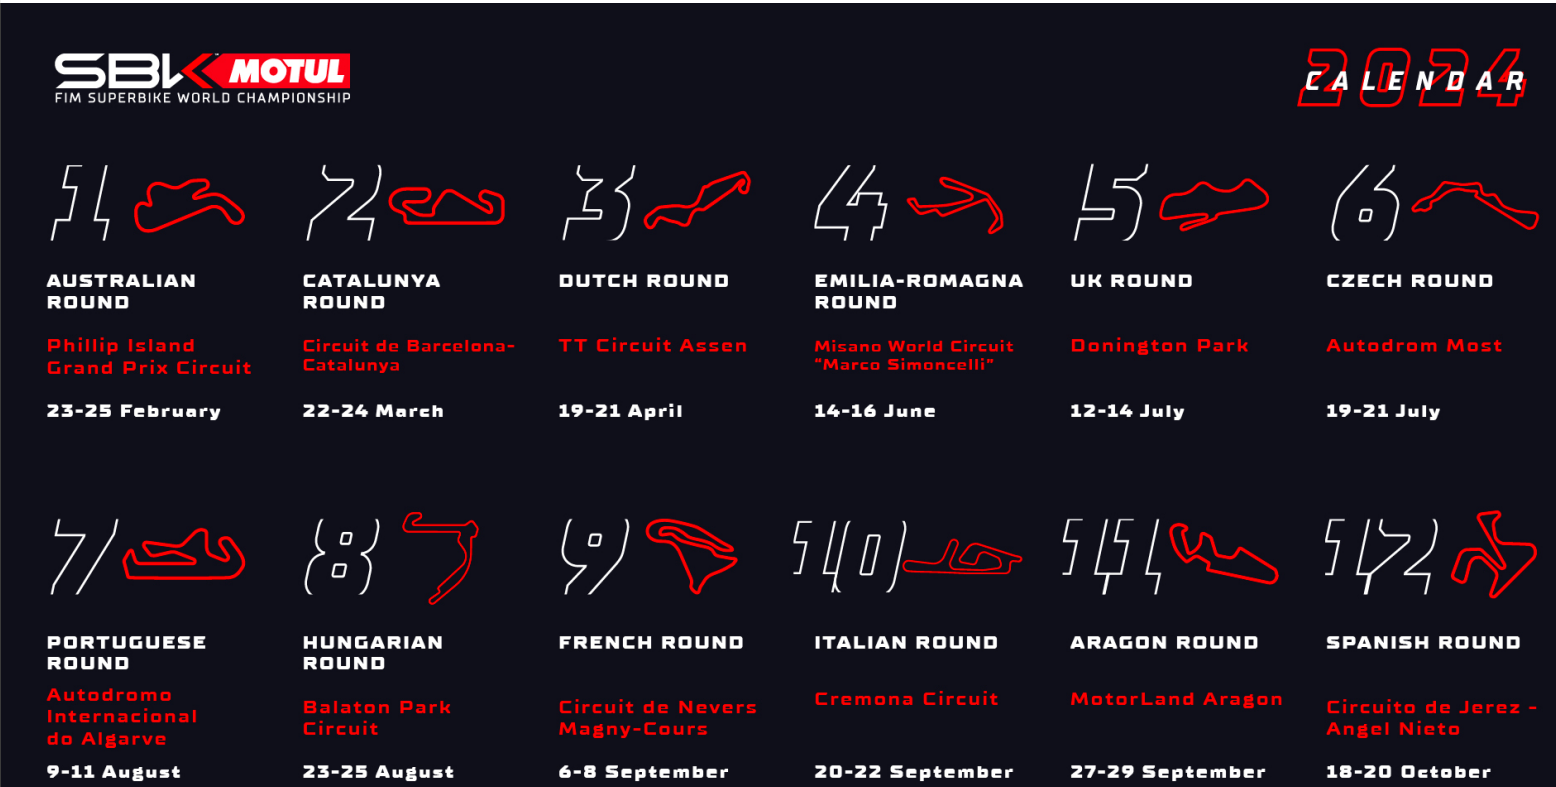 SBK™ MOTUL
FIM SUPERBIKE WORLD CHAMPIONSHIP
2024
CALENDAR
1
AUSTRALIAN
ROUND
Phillip Island
Grand Prix Circuit
23-25 February
2
CATALUNYA
ROUND
Circuit de Barcelona-
Catalunya
22-24 March
3
DUTCH ROUND
TT Circuit Assen
19-21 April
4
EMILIA-ROMAGNA
ROUND
Misano World Circuit
"Marco Simoncelli"
14-16 June
5
UK ROUND
Donington Park
12-14 July
6
CZECH ROUND
Autodrom Most
19-21 July
7
PORTUGUESE
ROUND
Autodromo
Internacional
do Algarve
9-11 August
8
HUNGARIAN
ROUND
Balaton Park
Circuit
23-25 August
9
FRENCH ROUND
Circuit de Nevers
Magny-Cours
6-8 September
10
ITALIAN ROUND
Cremona Circuit
20-22 September
11
ARAGON ROUND
MotorLand Aragon
27-29 September
12
SPANISH ROUND
Circuito de Jerez -
Angel Nieto
18-20 October